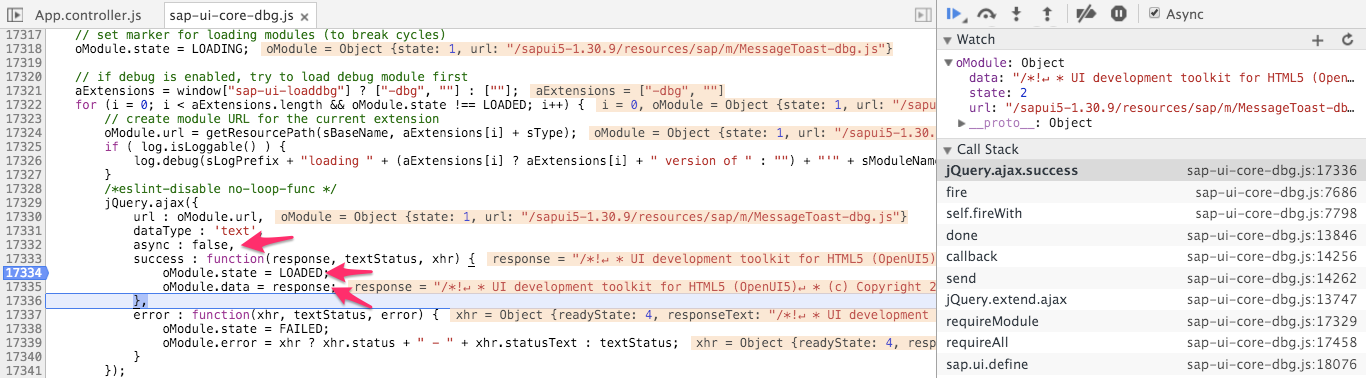 App.controller.js
sap-ui-core-dbg.js ×
Async
17317 // set marker for loading modules (to break cycles)
17318 oModule.state = LOADING; oModule = Object {state: 1, url: "/sapui5-1.30.9/resources/sap/m/MessageToast-dbg.js"}
17319
17320 // if debug is enabled, try to load debug module first
17321 aExtensions = window["sap-ui-loaddbg"] ? ["-dbg", ""] : [""]; aExtensions = ["-dbg", ""]
17322 for (i = 0; i < aExtensions.length && oModule.state !== LOADED; i++) { i = 0, oModule = Object {state: 1, url: "/sap
17323 // create module URL for the current extension
17324 oModule.url = getResourcePath(sBaseName, aExtensions[i] + sType); oModule = Object {state: 1, url: "/sapui5-1.30.
17325 if ( log.isLoggable() ) {
17326 log.debug(sLogPrefix + "loading " + (aExtensions[i] ? aExtensions[i] + " version of " : "") + "'" + sModuleName
17327 }
17328 /*eslint-disable no-loop-func */
17329 jQuery.ajax({
17330 url : oModule.url, oModule = Object {state: 1, url: "/sapui5-1.30.9/resources/sap/m/MessageToast-dbg.js"}
17331 dataType : 'text'
17332 async : false,
17333 success : function(response, textStatus, xhr) { response = "/*!↵ * UI development toolkit for HTML5 (OpenUI5)
17334 oModule.state = LOADED;
17335 oModule.data = response; response = "/*!↵ * UI development toolkit for HTML5 (OpenUI5)↵ * (c) Copyright 2
17336 },
17337 error : function(xhr, textStatus, error) { xhr = Object {readyState: 4, responseText: "/*!↵ * UI development
17338 oModule.state = FAILED;
17339 oModule.error = xhr ? xhr.status + " - " + xhr.statusText : textStatus; xhr = Object {readyState: 4, resp
17340 }
17341 });
Watch
oModule: Object
data: "/*!↵ * UI development toolkit for HTML5 (Open…
state: 2
url: "/sapui5-1.30.9/resources/sap/m/MessageToast-db…
__proto__: Object
Call Stack
jQuery.ajax.success sap-ui-core-dbg.js:17336
fire sap-ui-core-dbg.js:7686
self.fireWith sap-ui-core-dbg.js:7798
done sap-ui-core-dbg.js:13846
callback sap-ui-core-dbg.js:14256
send sap-ui-core-dbg.js:14262
jQuery.extend.ajax sap-ui-core-dbg.js:13747
requireModule sap-ui-core-dbg.js:17329
requireAll sap-ui-core-dbg.js:17458
sap.ui.define sap-ui-core-dbg.js:18076